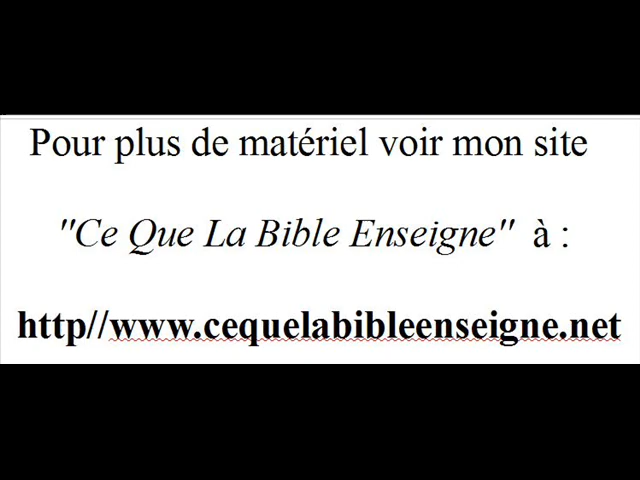 Pour plus de matériel voir mon site
"Ce Que La Bible Enseigne" à :
http//www.cequelabibleenseigne.net